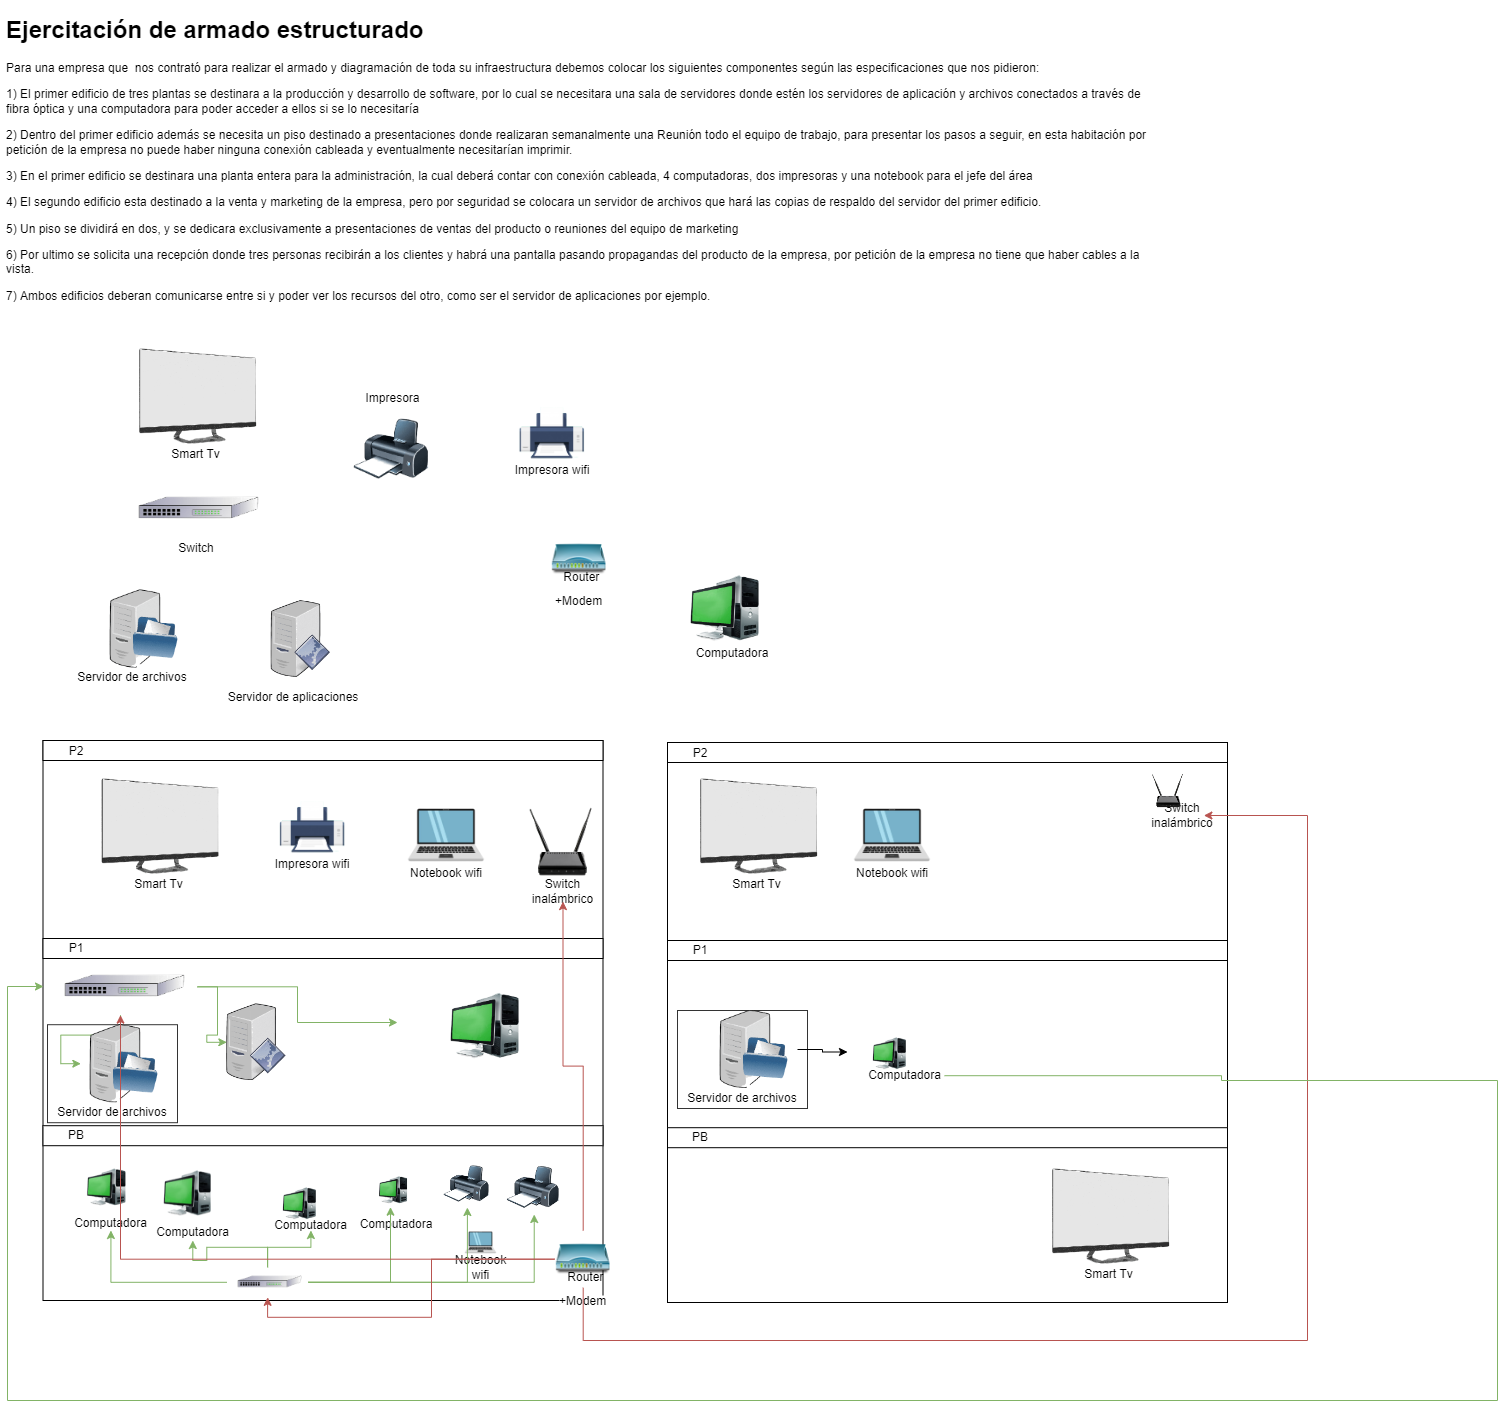 Ejercitación de armado estructurado
Para una empresa que  nos contrató para realizar el armado y diagramación de toda su infraestructura debemos colocar los siguientes componentes según las especificaciones que nos pidieron:
1) El primer edificio de tres plantas se destinara a la producción y desarrollo de software, por lo cual se necesitara una sala de servidores donde estén los servidores de aplicación y archivos conectados a través de
fibra óptica y una computadora para poder acceder a ellos si se lo necesitaría
2) Dentro del primer edificio además se necesita un piso destinado a presentaciones donde realizaran semanalmente una Reunión todo el equipo de trabajo, para presentar los pasos a seguir, en esta habitación por
petición de la empresa no puede haber ninguna conexión cableada y eventualmente necesitarían imprimir.
3) En el primer edificio se destinara una planta entera para la administración, la cual deberá contar con conexión cableada, 4 computadoras, dos impresoras y una notebook para el jefe del área
4) El segundo edificio esta destinado a la venta y marketing de la empresa, pero por seguridad se colocara un servidor de archivos que hará las copias de respaldo del servidor del primer edificio.
5) Un piso se dividirá en dos, y se dedicara exclusivamente a presentaciones de ventas del producto o reuniones del equipo de marketing
6) Por ultimo se solicita una recepción donde tres personas recibirán a los clientes y habrá una pantalla pasando propagandas del producto de la empresa, por petición de la empresa no tiene que haber cables a la
vista.
7) Ambos edificios deberan comunicarse entre si y poder ver los recursos del otro, como ser el servidor de aplicaciones por ejemplo.
Smart Tv
Impresora
Impresora wifi
Switch
Router
+Modem
Computadora
Servidor de archivos
Servidor de aplicaciones
P2
Smart Tv
Impresora wifi
Notebook wifi
Switch
inalámbrico
P1
Servidor de archivos
PB
Computadora
Computadora
Computadora
Computadora
Notebook
wifi
Router
+Modem
P2
Smart Tv
Notebook wifi
Switch
inalámbrico
P1
Servidor de archivos
Computadora
PB
Smart Tv